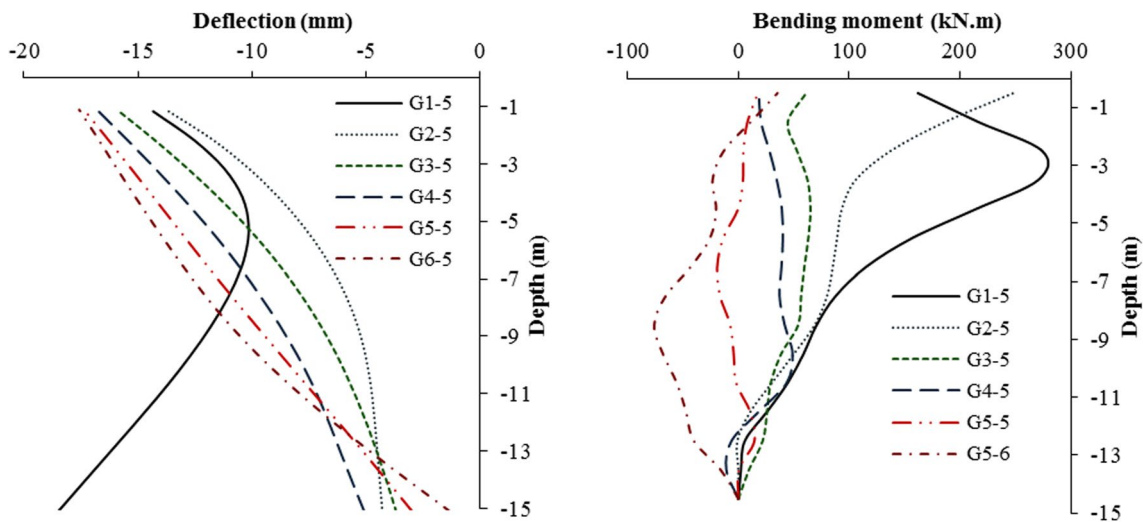 Deflection (mm)
-20 -15 -10 -5 0
-1
-3
-5
-7
-9
-11
-13
-15
Depth (m)
G1-5
G2-5
G3-5
G4-5
G5-5
G6-5
Bending moment (kN.m)
-100 0 100 200 300
-1
-3
-5
-7
-9
-11
-13
-15
Depth (m)
G1-5
G2-5
G3-5
G4-5
G5-5
G5-6